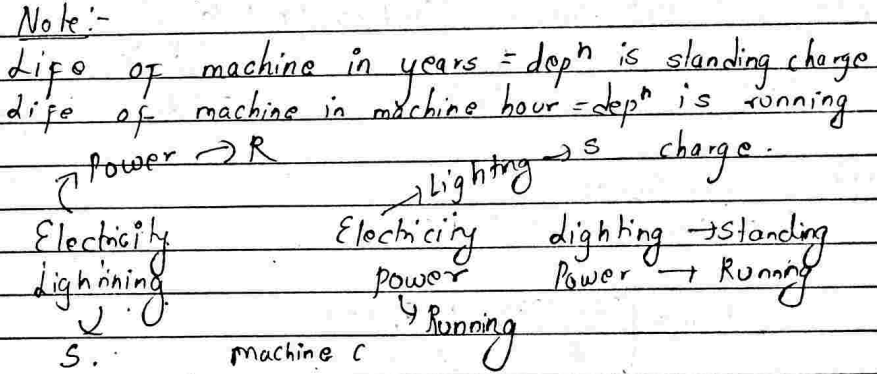 Note:-
Life of machine in years = depⁿ is standing charge
Life of machine in machine hour = depⁿ is running charge.
Power → R
Lighting → S
Electricity Electricity Lighting → Standing
Lighnining Power Power → Running
S. Running
machine C